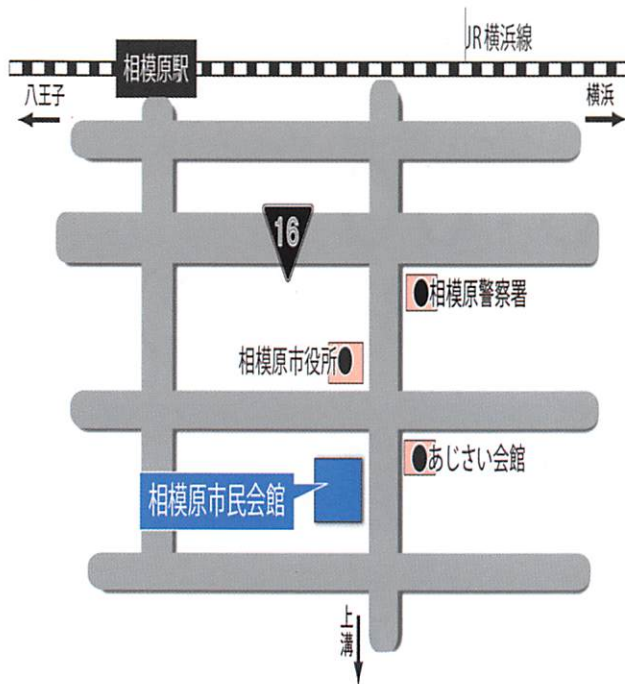 JR横浜線
相模原駅
八王子
横浜
16
相模原警察署
相模原市役所
あじさい会館
相模原市民会館
上溝